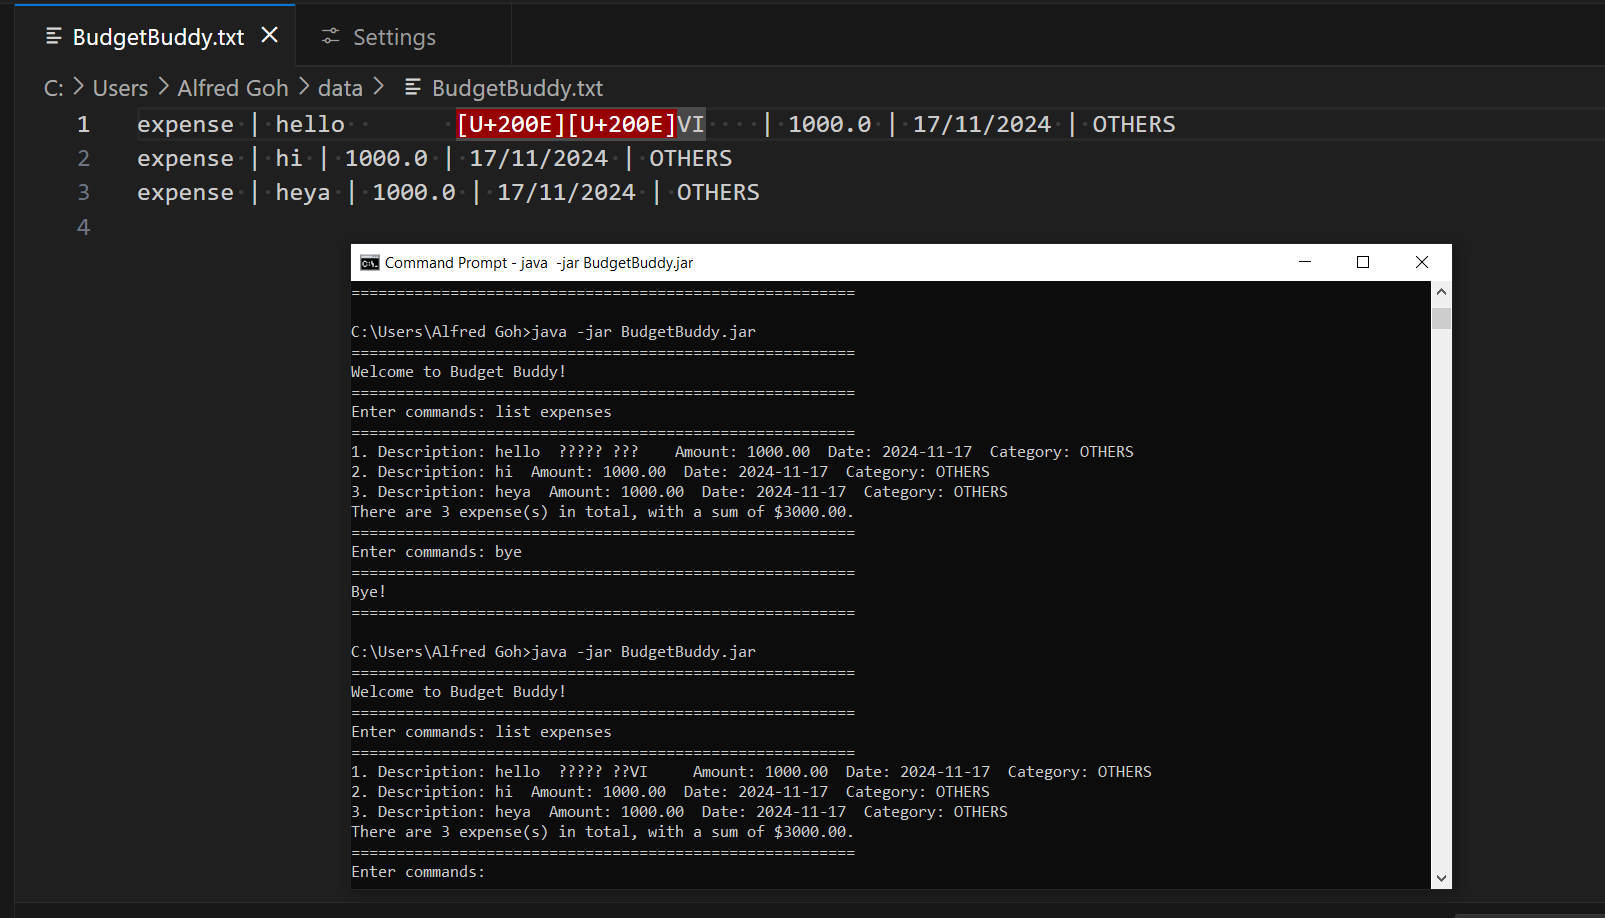 BudgetBuddy.txt Settings
C: > Users > Alfred Goh > data > BudgetBuddy.txt
1 expense | hello [U+200E][U+200E]VI | 1000.0 | 17/11/2024 | OTHERS
2 expense | hi | 1000.0 | 17/11/2024 | OTHERS
3 expense | heya | 1000.0 | 17/11/2024 | OTHERS
4
Command Prompt - java -jar BudgetBuddy.jar
========================================================
C:\Users\Alfred Goh>java -jar BudgetBuddy.jar
========================================================
Welcome to Budget Buddy!
========================================================
Enter commands: list expenses
========================================================
1. Description: hello  ????? ???    Amount: 1000.00  Date: 2024-11-17  Category: OTHERS
2. Description: hi  Amount: 1000.00  Date: 2024-11-17  Category: OTHERS
3. Description: heya  Amount: 1000.00  Date: 2024-11-17  Category: OTHERS
There are 3 expense(s) in total, with a sum of $3000.00.
========================================================
Enter commands: bye
========================================================
Bye!
========================================================
C:\Users\Alfred Goh>java -jar BudgetBuddy.jar
========================================================
Welcome to Budget Buddy!
========================================================
Enter commands: list expenses
========================================================
1. Description: hello  ????? ??VI     Amount: 1000.00  Date: 2024-11-17  Category: OTHERS
2. Description: hi  Amount: 1000.00  Date: 2024-11-17  Category: OTHERS
3. Description: heya  Amount: 1000.00  Date: 2024-11-17  Category: OTHERS
There are 3 expense(s) in total, with a sum of $3000.00.
========================================================
Enter commands: